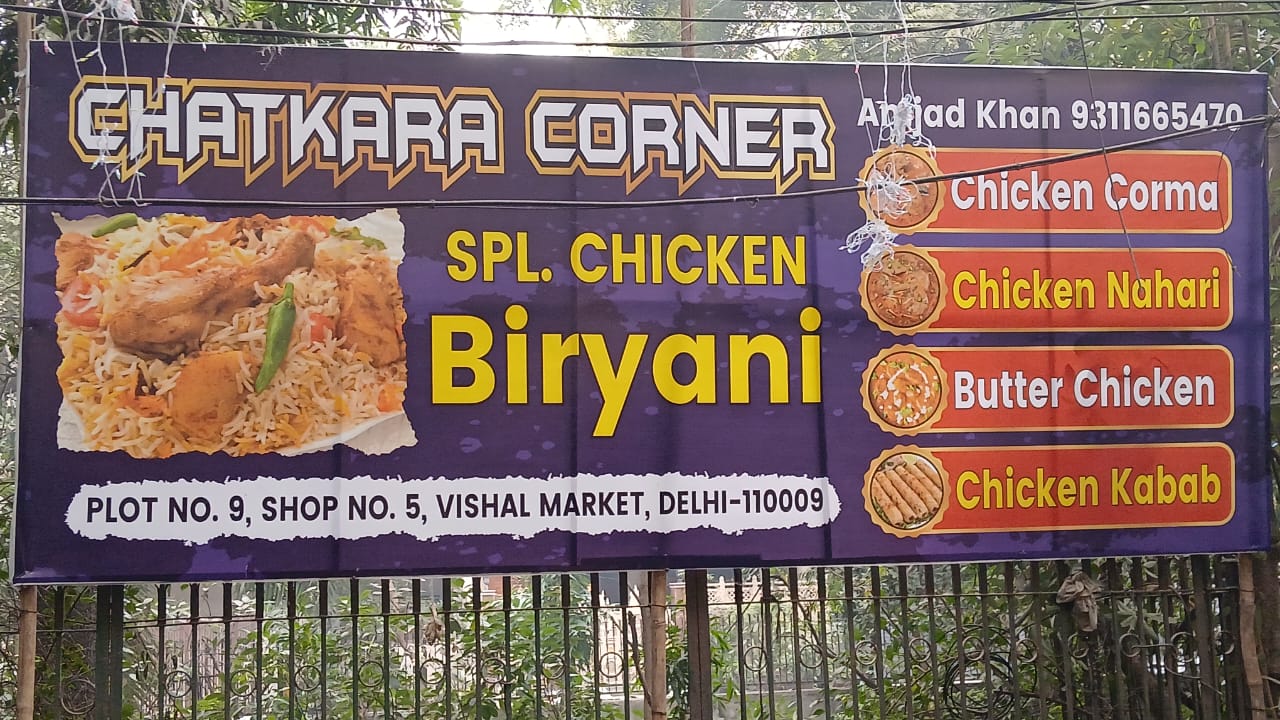 CHATKARA CORNER
Khan 9311665470
SPL. CHICKEN
Biryani
PLOT NO. 9, SHOP NO. 5, VISHAL MARKET, DELHI-110009
Chicken Corma
Chicken Nahari
Butter Chicken
Chicken Kabab